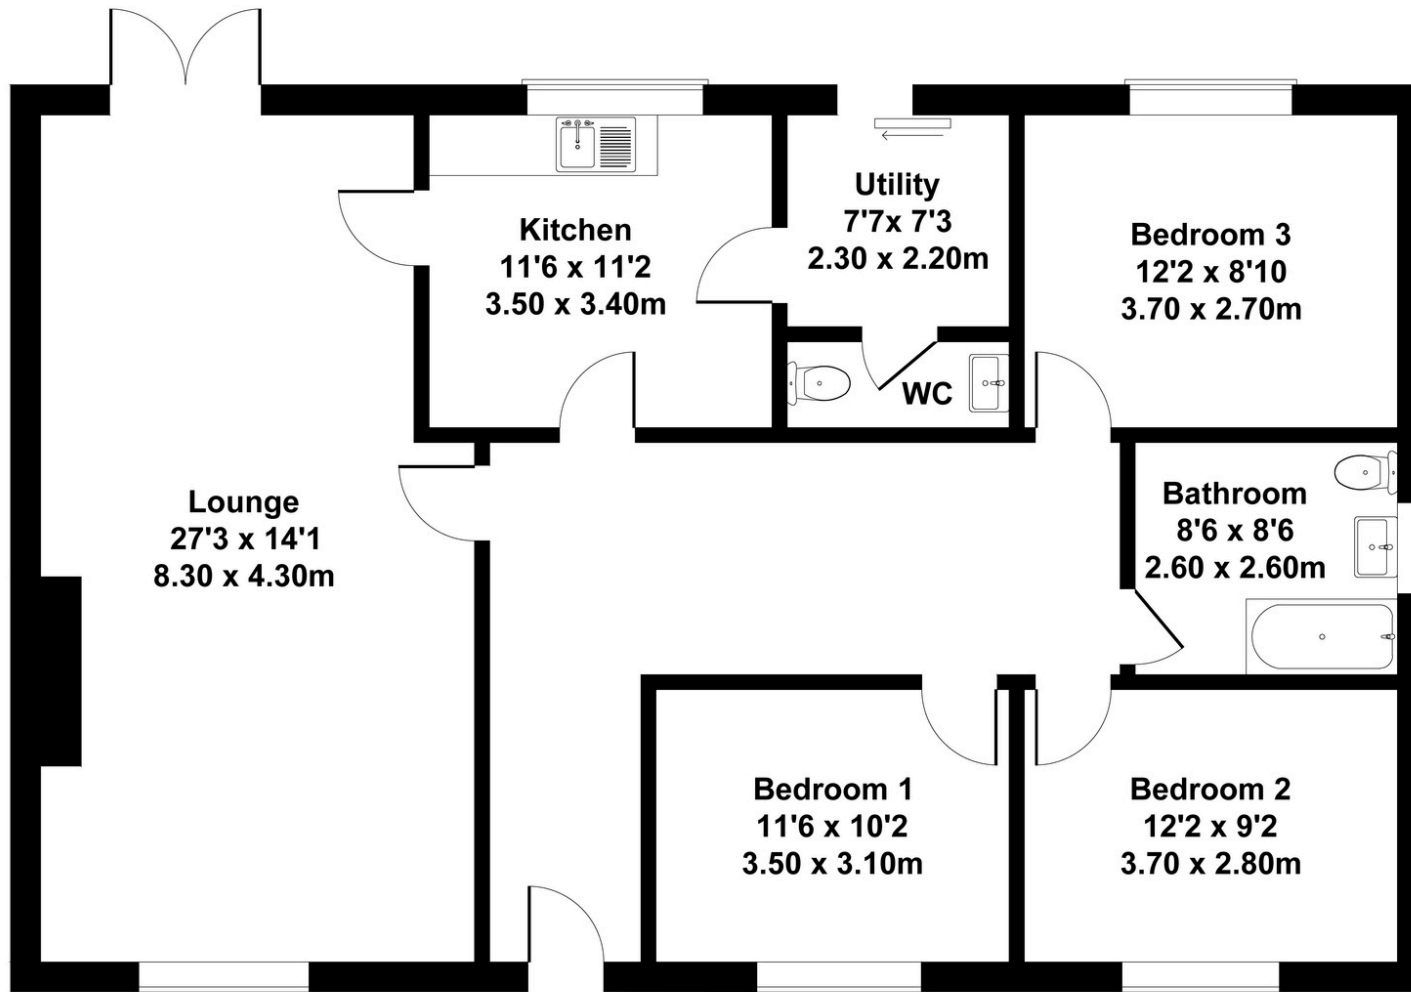 Kitchen
11'6 x 11'2
3.50 x 3.40m
Utility
7'7x 7'3
2.30 x 2.20m
Bedroom 3
12'2 x 8'10
3.70 x 2.70m
WC
Lounge
27'3 x 14'1
8.30 x 4.30m
Bathroom
8'6 x 8'6
2.60 x 2.60m
Bedroom 1
11'6 x 10'2
3.50 x 3.10m
Bedroom 2
12'2 x 9'2
3.70 x 2.80m